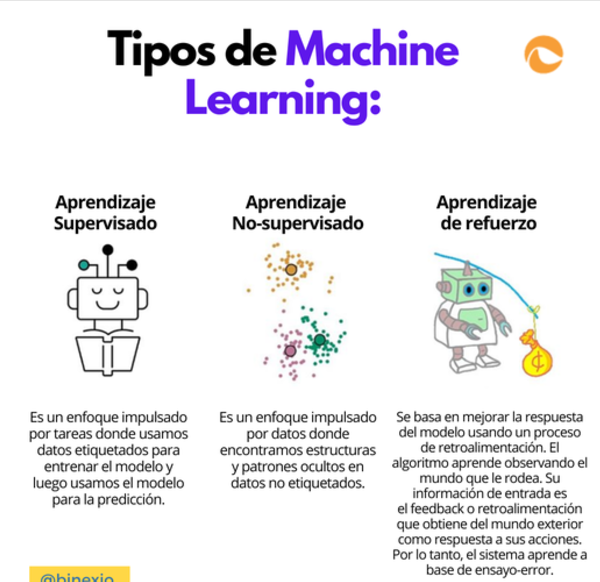 Tipos de Machine
Learning:
Aprendizaje
Supervisado
Es un enfoque impulsado
por tareas donde usamos
datos etiquetados para
entrenar el modelo y
luego usamos el modelo
para la predicción.
Aprendizaje
No-supervisado
Es un enfoque impulsado
por datos donde
encontramos estructuras
y patrones ocultos en
datos no etiquetados.
Aprendizaje
de refuerzo
¢
Se basa en mejorar la respuesta
del modelo usando un proceso
de retroalimentación. El
algoritmo aprende observando el
mundo que le rodea. Su
información de entrada es
el feedback o retroalimentación
que obtiene del mundo exterior
como respuesta a sus acciones.
Por lo tanto, el sistema aprende a
base de ensayo-error.
@binexio